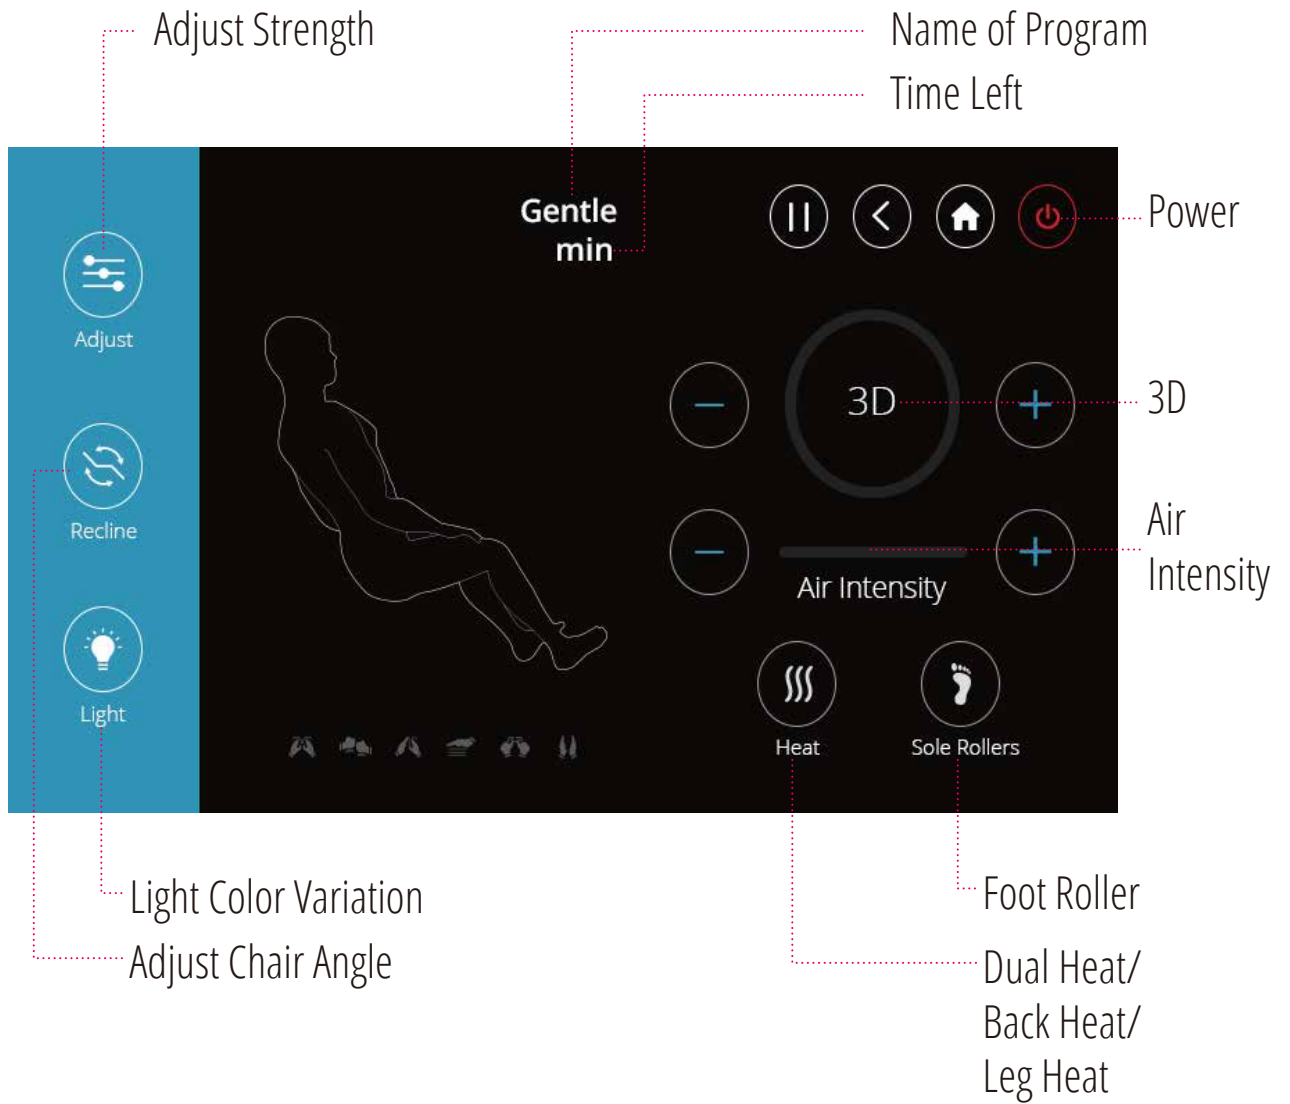 Adjust Strength
Name of Program
Time Left
Gentle
min
Power
Adjust
3D
3D
Recline
Air
Intensity
Air Intensity
Light
Heat
Sole Rollers
Light Color Variation
Adjust Chair Angle
Foot Roller
Dual Heat/
Back Heat/
Leg Heat